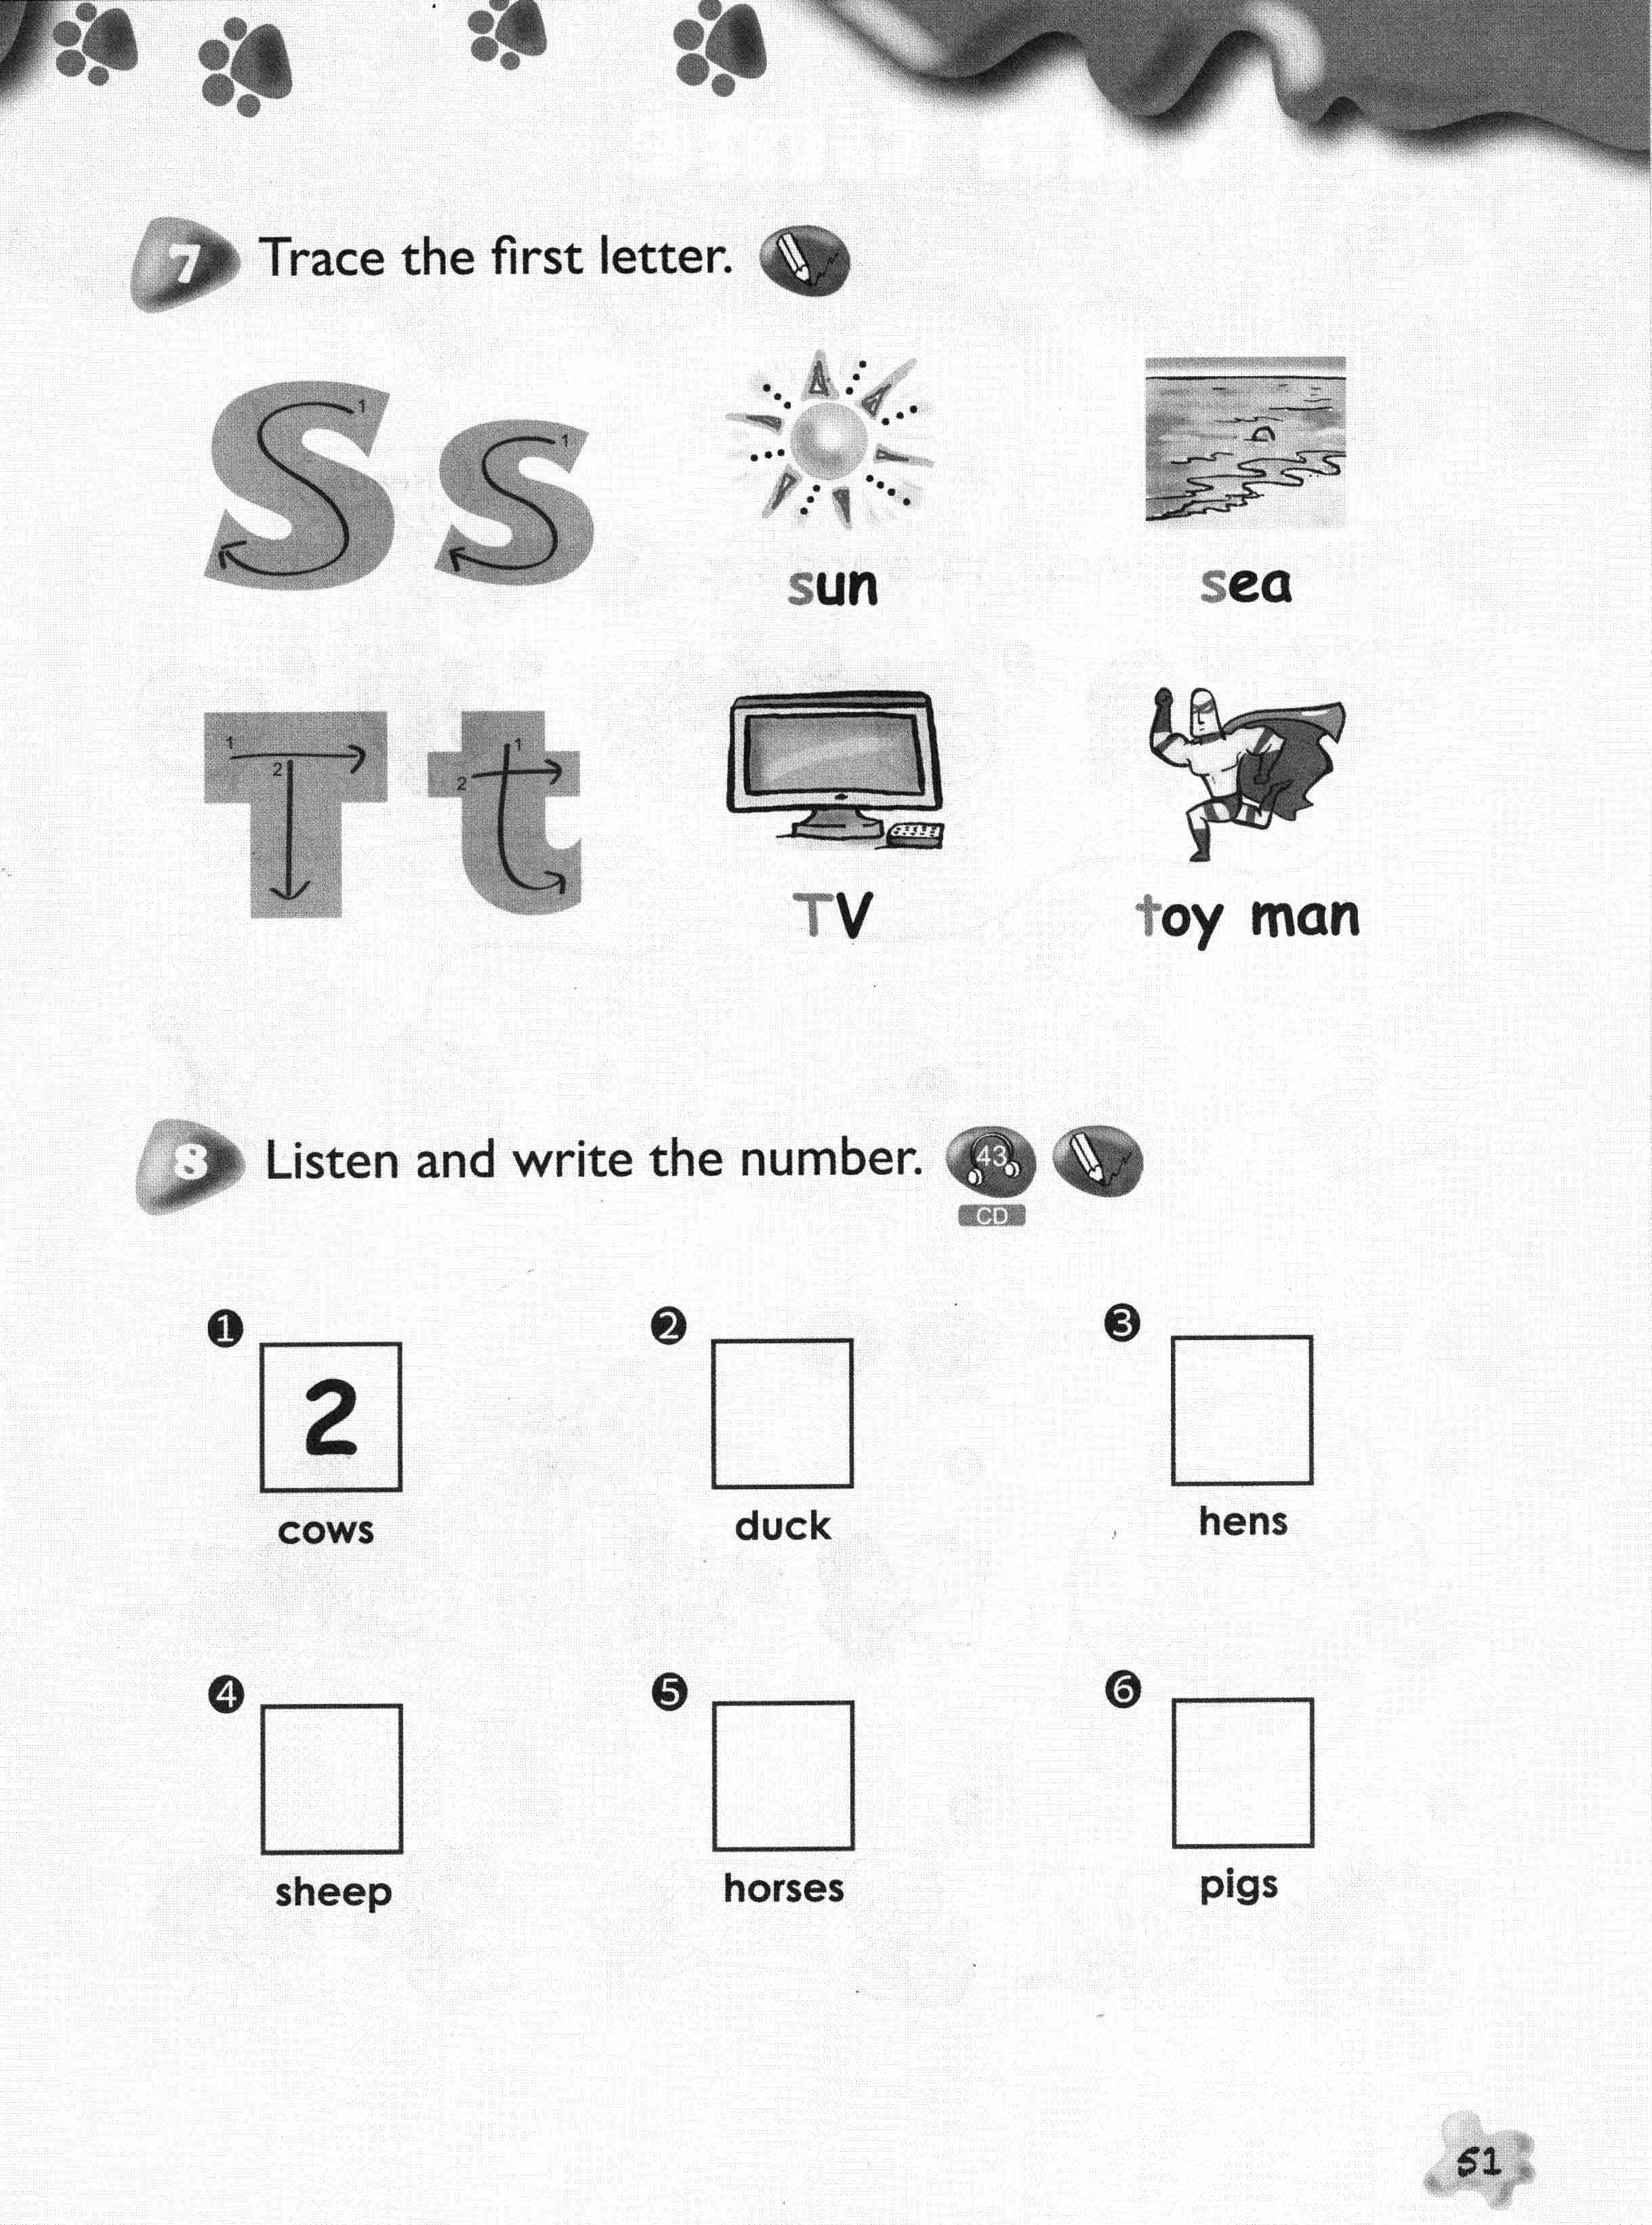 7 Trace the first letter.
S s
1 1
sun sea
T t
1 2 1 2
TV toy man
8 Listen and write the number. 43
CD
1 2 3
2
cows duck hens
4 5 6
sheep horses pigs
51